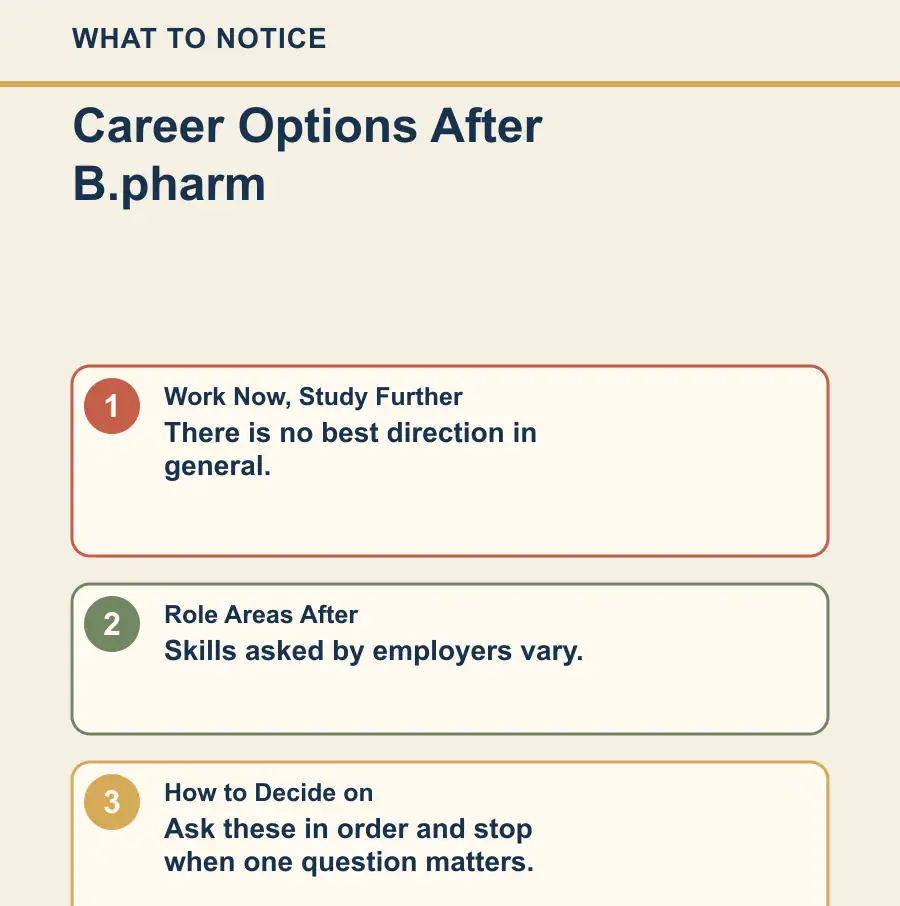 WHAT TO NOTICE
Career Options After
B.pharm
1
Work Now, Study Further
There is no best direction in
general.
2
Role Areas After
Skills asked by employers vary.
3
How to Decide on
Ask these in order and stop
when one question matters.